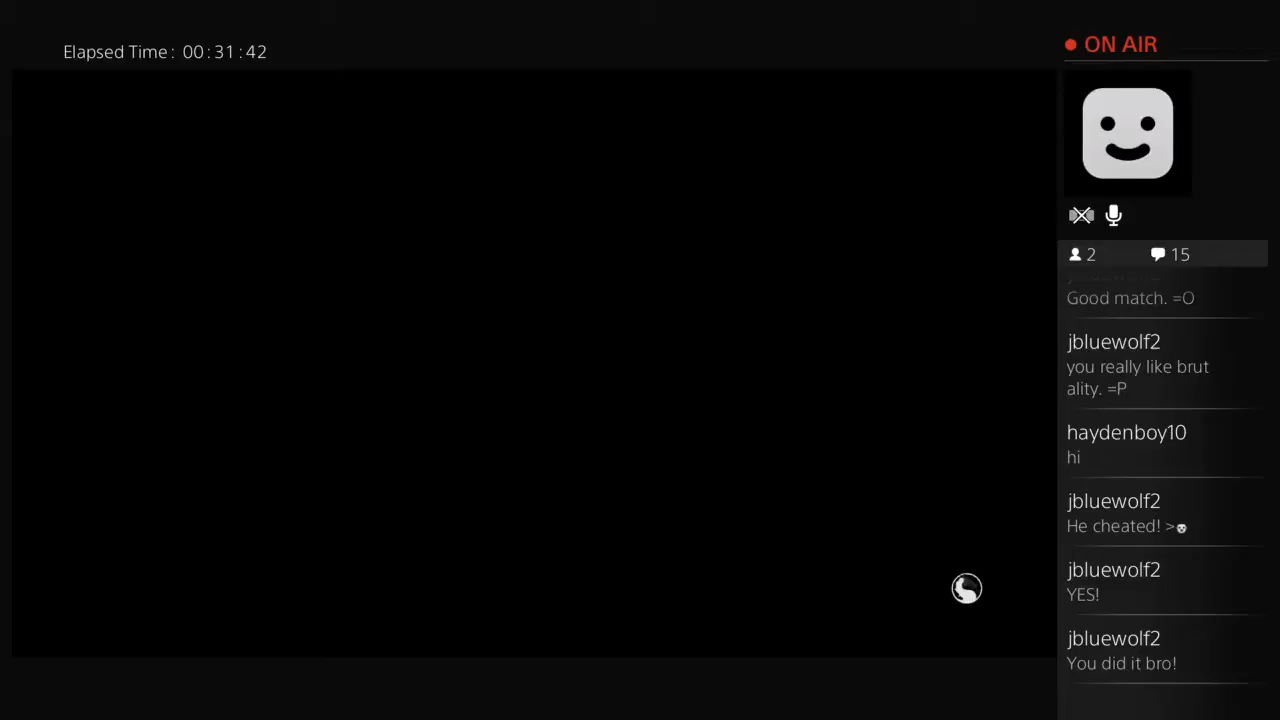 Elapsed Time: 00:31:42
ON AIR
2
15
Good match. =O
jbluewolf2
you really like brut
ality. =P
haydenboy10
hi
jbluewolf2
He cheated! >
jbluewolf2
YES!
jbluewolf2
You did it bro!